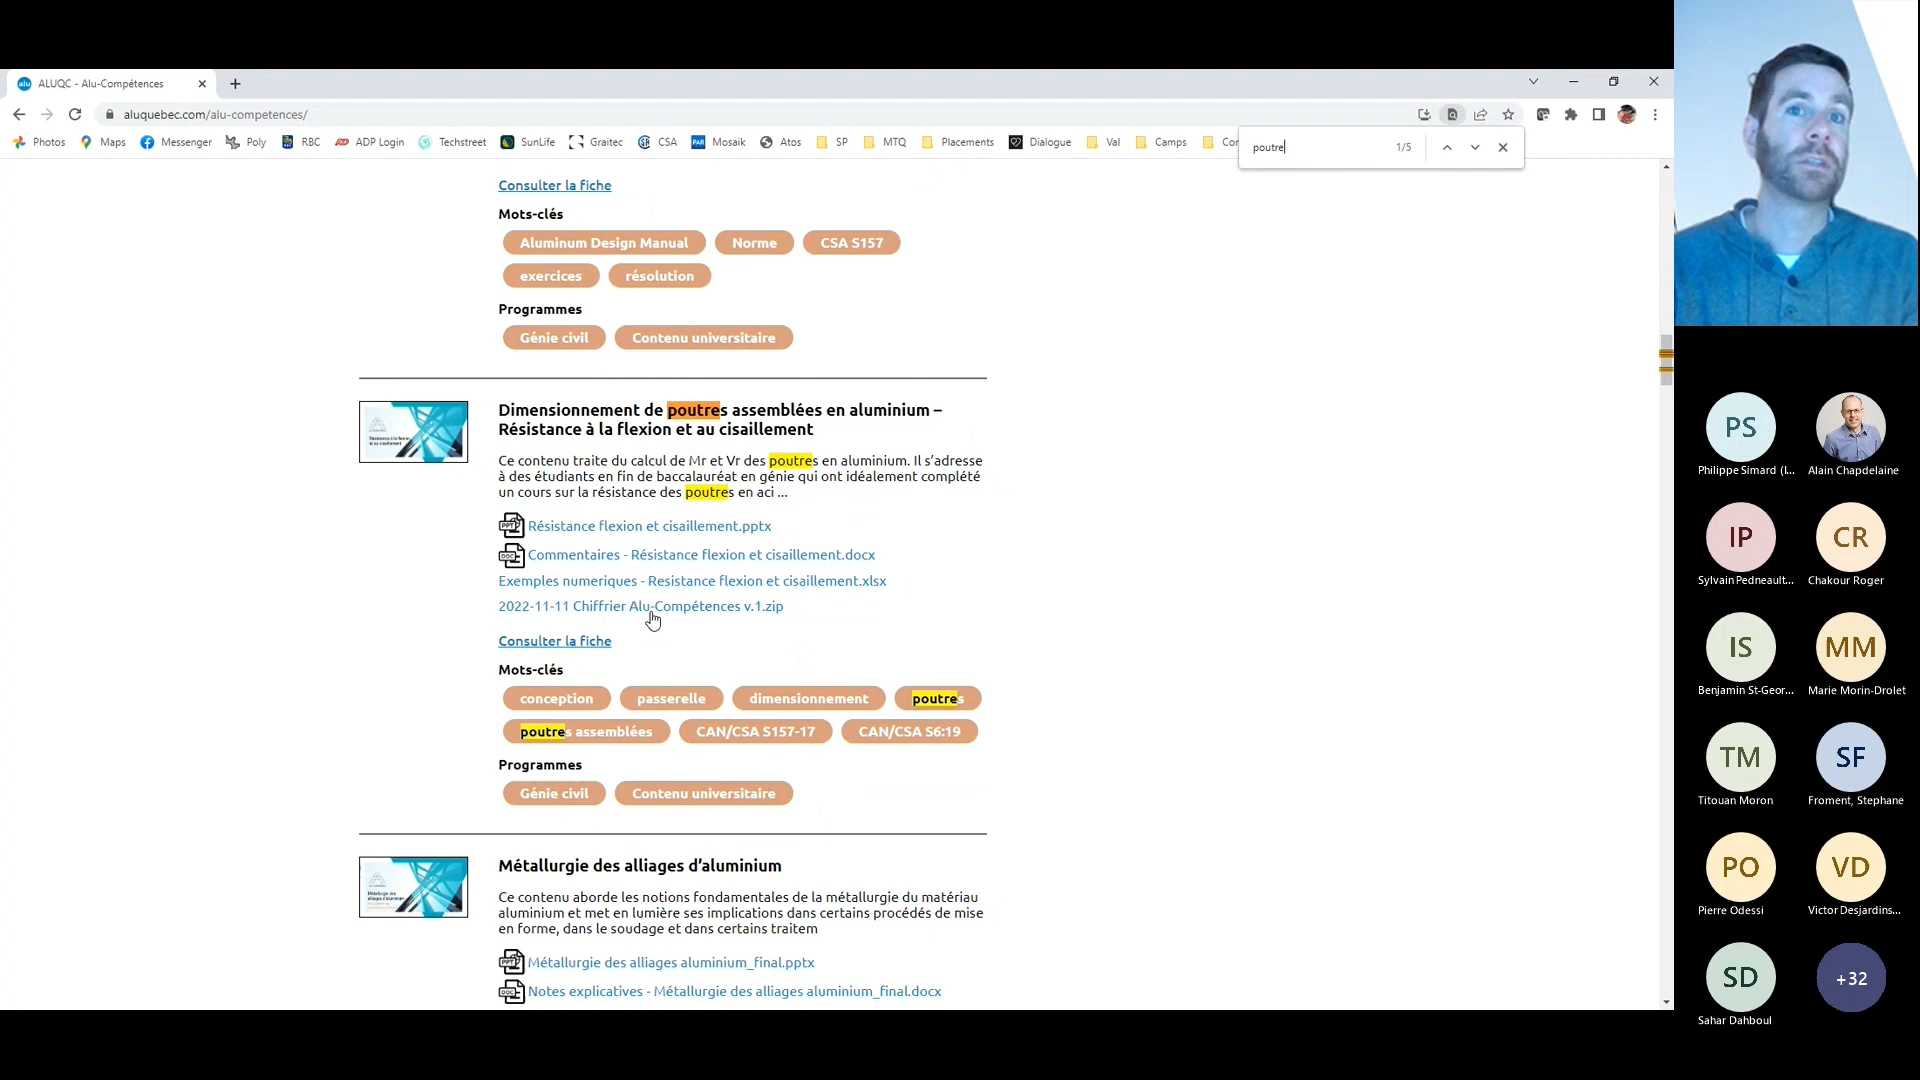 ALUQC - Alu-Compétences
aluquebec.com/alu-competences/
Photos Maps Messenger Poly RBC ADP Login Techstreet SunLife Graitec CSA Mosaik Atos SP MTQ Placements Dialogue Val Camps
poutre 1/5
Consulter la fiche
Mots-clés
Aluminum Design Manual Norme CSA S157
exercices résolution
Programmes
Génie civil Contenu universitaire
Dimensionnement de poutres assemblées en aluminium –
Résistance à la flexion et au cisaillement
Ce contenu traite du calcul de Mr et Vr des poutres en aluminium. Il s’adresse
à des étudiants en fin de baccalauréat en génie qui ont idéalement complété
un cours sur la résistance des poutres en aci ...
PPT Résistance flexion et cisaillement.pptx
DOC Commentaires - Résistance flexion et cisaillement.docx
Exemples numeriques - Resistance flexion et cisaillement.xlsx
2022-11-11 Chiffrier Alu-Compétences v.1.zip
Consulter la fiche
Mots-clés
conception passerelle dimensionnement poutres
poutres assemblées CAN/CSA S157-17 CAN/CSA S6:19
Programmes
Génie civil Contenu universitaire
Métallurgie des alliages d’aluminium
Ce contenu aborde les notions fondamentales de la métallurgie du matériau
aluminium et met en lumière ses implications dans certains procédés de mise
en forme, dans le soudage et dans certains traitem
PPT Métallurgie des alliages aluminium_final.pptx
DOC Notes explicatives - Métallurgie des alliages aluminium_final.docx
PS
Philippe Simard (I... Alain Chapdelaine
IP CR
Sylvain Pedneault... Chakour Roger
IS MM
Benjamin St-Geor... Marie Morin-Drolet
TM SF
Titouan Moron Froment, Stephane
PO VD
Pierre Odessi Victor Desjardins...
SD +32
Sahar Dahboul